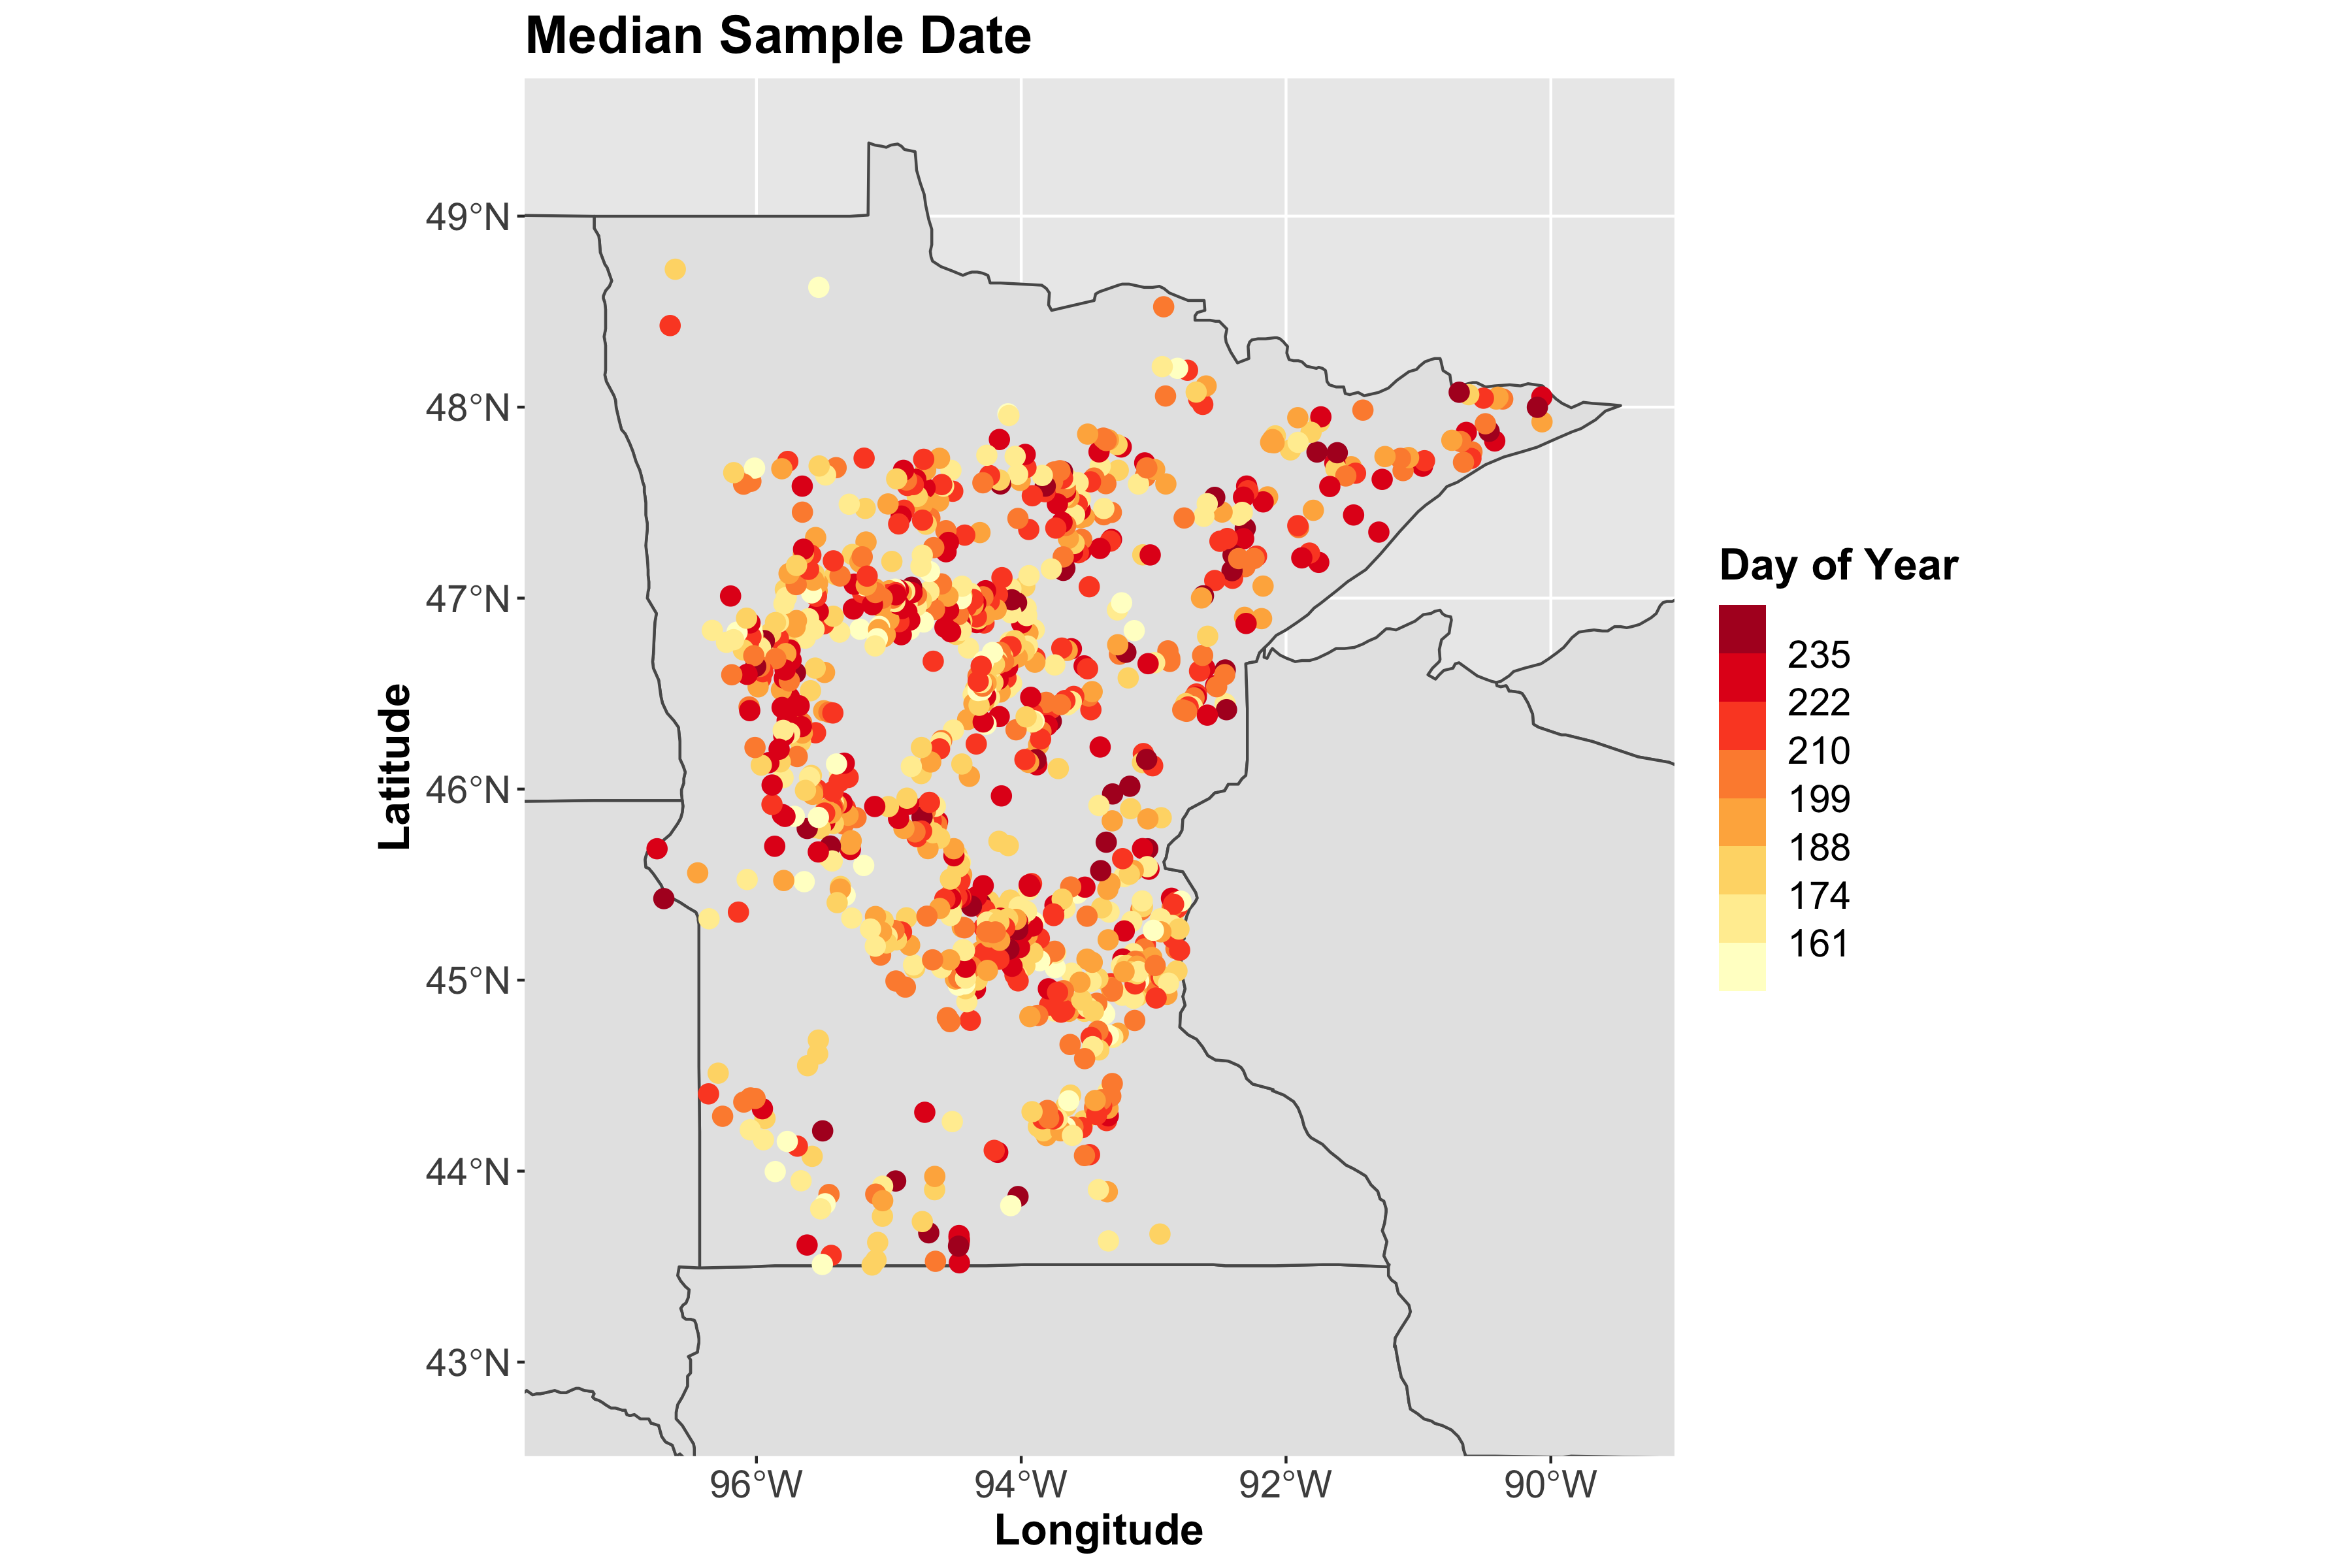 Median Sample Date
49°N
48°N
47°N
46°N
45°N
44°N
43°N
Latitude
96°W
94°W
92°W
90°W
Longitude
Day of Year
235
222
210
199
188
174
161